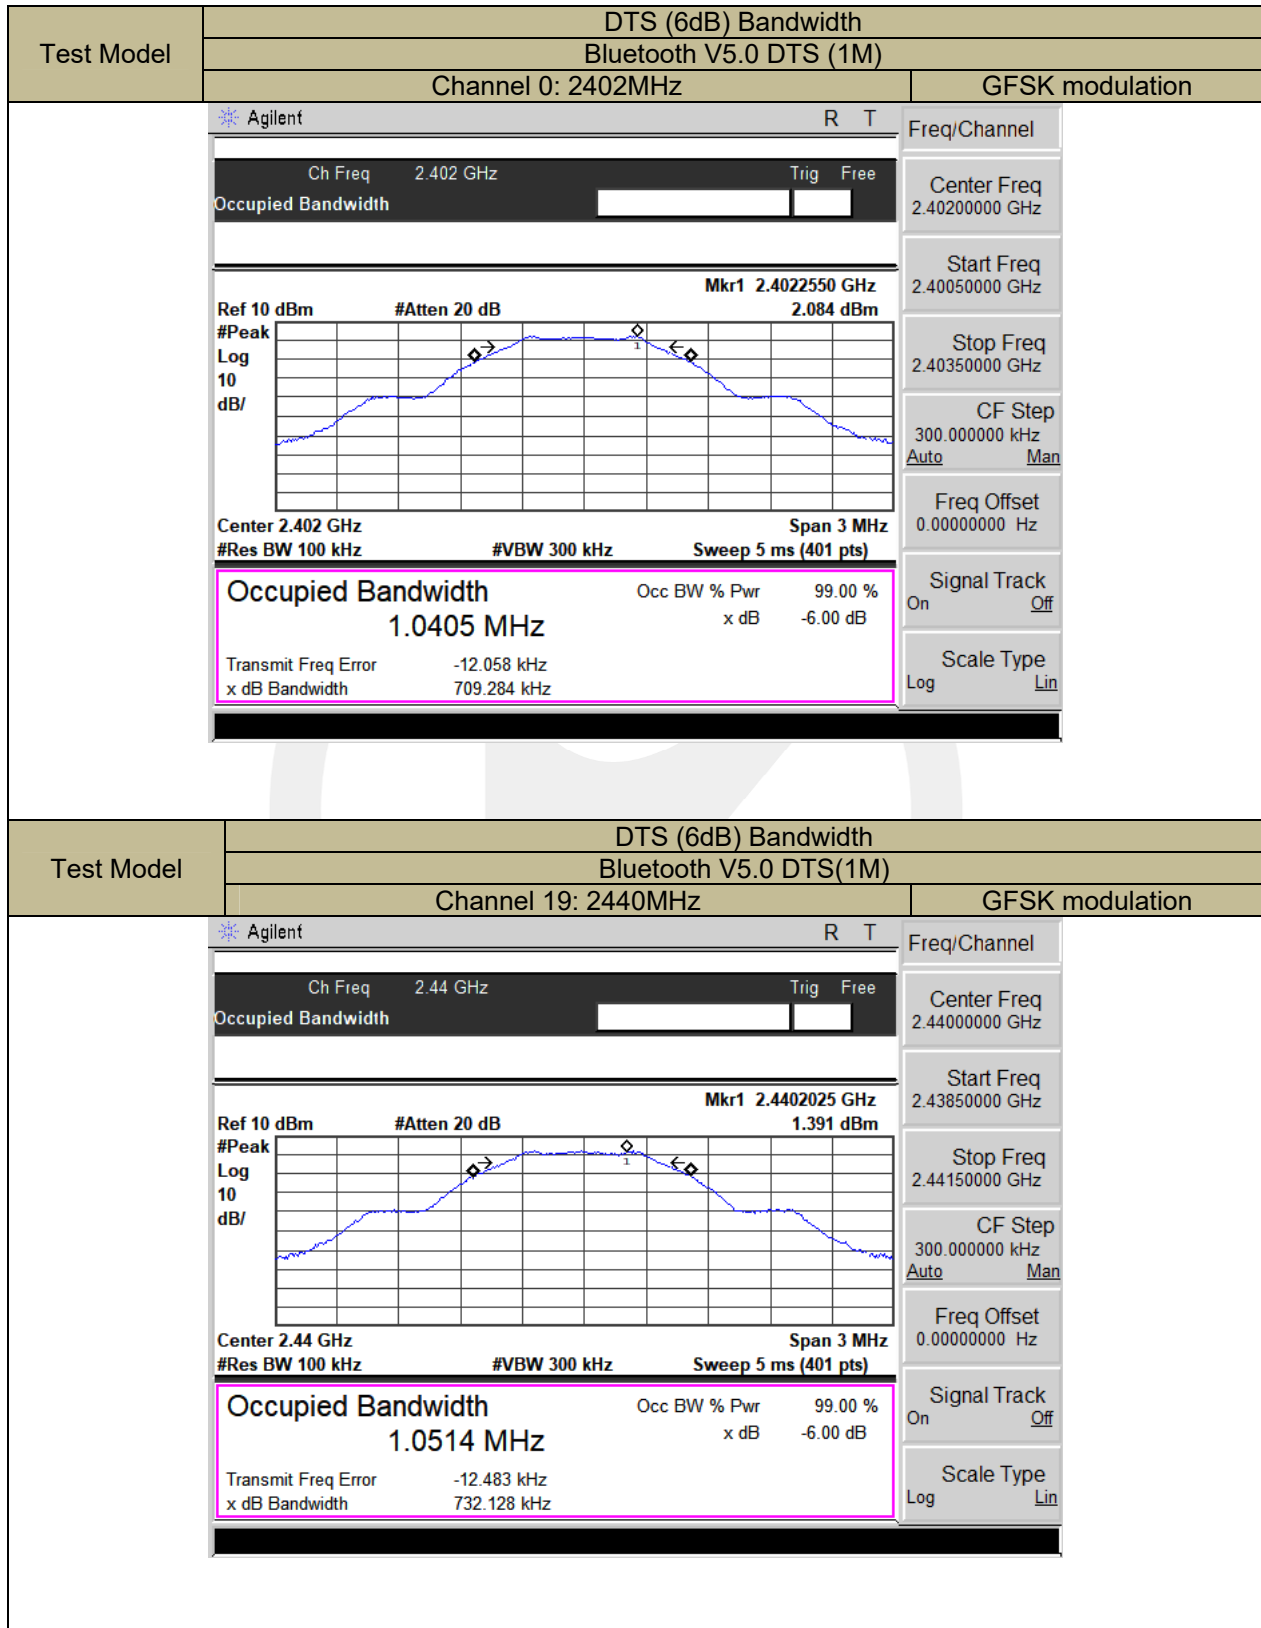 Test Model
DTS (6dB) Bandwidth
Bluetooth V5.0 DTS (1M)
Channel 0: 2402MHz GFSK modulation
Agilent R T Freq/Channel
Ch Freq 2.402 GHz Trig Free
Occupied Bandwidth
Center Freq
2.40200000 GHz
Start Freq
2.40050000 GHz
Mkr1 2.4022550 GHz
Ref 10 dBm #Atten 20 dB 2.084 dBm
#Peak
Log
10
dB/
1
Stop Freq
2.40350000 GHz
CF Step
300.000000 kHz
Auto Man
Freq Offset
0.00000000 Hz
Center 2.402 GHz Span 3 MHz
#Res BW 100 kHz #VBW 300 kHz Sweep 5 ms (401 pts)
Occupied Bandwidth Occ BW % Pwr 99.00 %
1.0405 MHz x dB -6.00 dB
Signal Track
On Off
Transmit Freq Error -12.058 kHz
x dB Bandwidth 709.284 kHz
Scale Type
Log Lin
Test Model
DTS (6dB) Bandwidth
Bluetooth V5.0 DTS(1M)
Channel 19: 2440MHz GFSK modulation
Agilent R T Freq/Channel
Ch Freq 2.44 GHz Trig Free
Occupied Bandwidth
Center Freq
2.44000000 GHz
Start Freq
2.43850000 GHz
Mkr1 2.4402025 GHz
Ref 10 dBm #Atten 20 dB 1.391 dBm
#Peak
Log
10
dB/
1
Stop Freq
2.44150000 GHz
CF Step
300.000000 kHz
Auto Man
Freq Offset
0.00000000 Hz
Center 2.44 GHz Span 3 MHz
#Res BW 100 kHz #VBW 300 kHz Sweep 5 ms (401 pts)
Occupied Bandwidth Occ BW % Pwr 99.00 %
1.0514 MHz x dB -6.00 dB
Signal Track
On Off
Transmit Freq Error -12.483 kHz
x dB Bandwidth 732.128 kHz
Scale Type
Log Lin